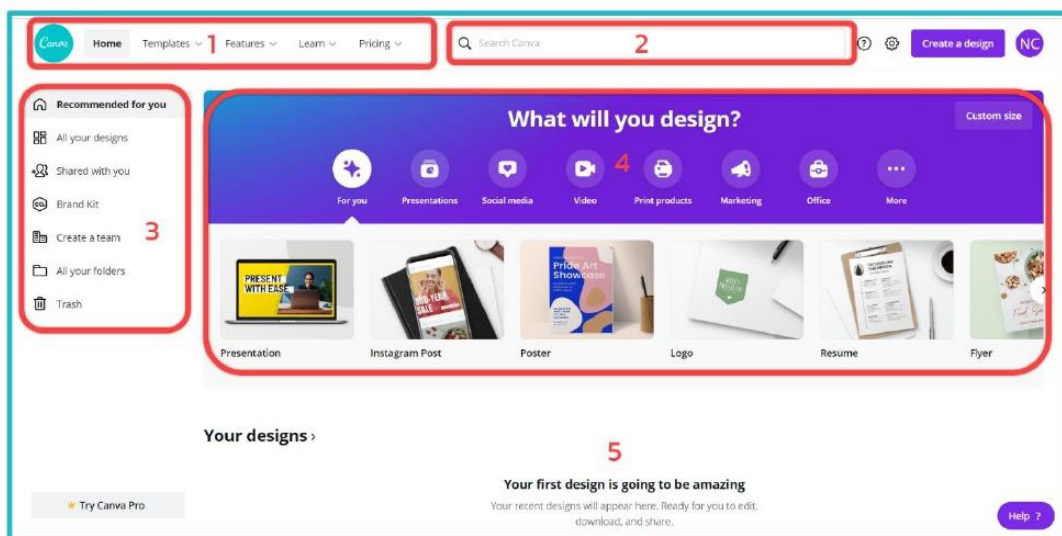 Canva
Home
Templates
1
Features
Learn
Pricing
Search Canva
2
Create a design
NC
Recommended for you
All your designs
Shared with you
Brand Kit
Create a team
3
All your folders
Trash
Try Canva Pro
What will you design?
Custom size
4
For you
Presentations
Social media
Video
Print products
Marketing
Office
More
PRESENT
WITH EASE
MID-YEAR
SALE
Pride Art
Showcase
Presentation
Instagram Post
Poster
Logo
Resume
Flyer
Your designs ›
5
Your first design is going to be amazing
Your recent designs will appear here. Ready for you to edit,
download, and share.
Help ?